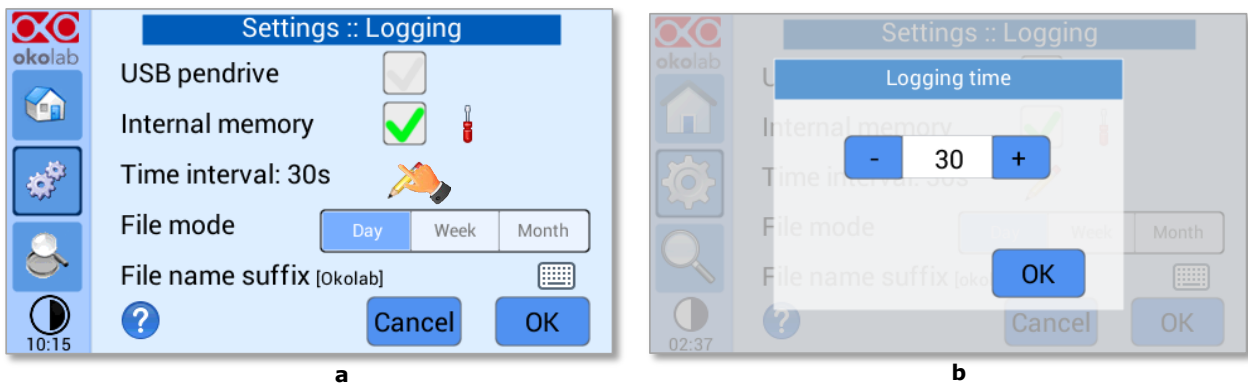 okolab
Settings :: Logging
USB pendrive
Internal memory
Time interval: 30s
File mode
Day Week Month
File name suffix [Okolab]
?
Cancel OK
10:15
a
okolab
Settings :: Logging
Logging time
Internal memory
- 30 +
Time interval: 30s
File mode Week Month
File name suffix
OK
?
Cancel OK
02:37
b